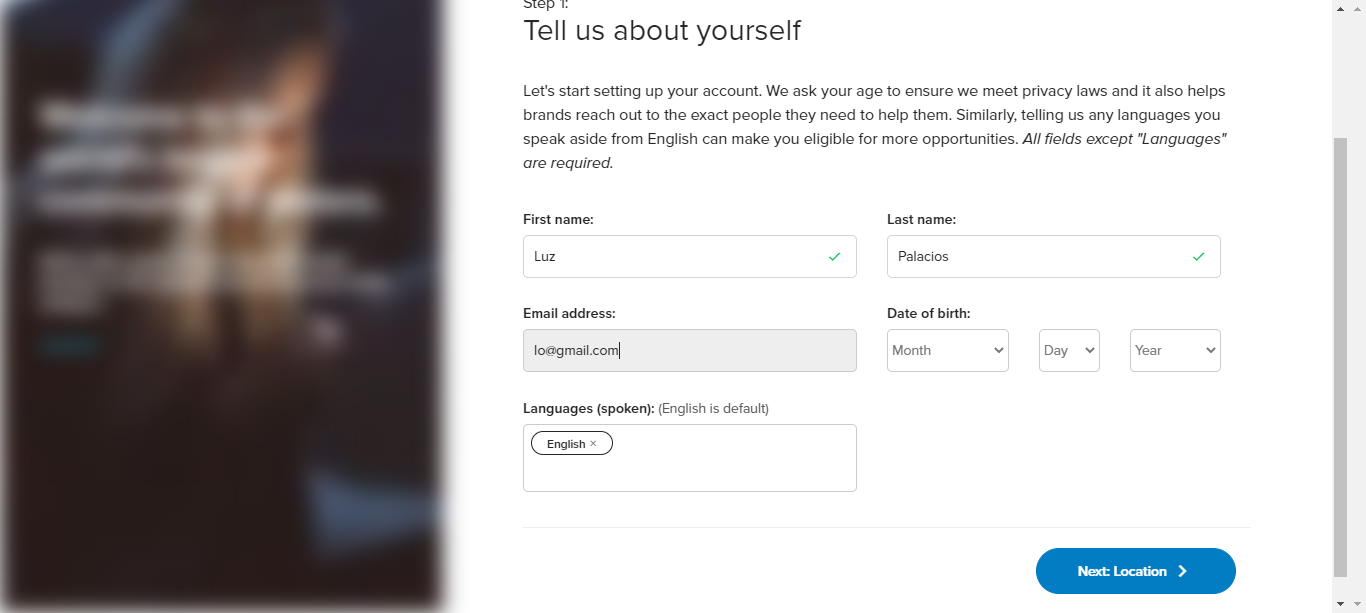 Step 1:
Tell us about yourself
Let's start setting up your account. We ask your age to ensure we meet privacy laws and it also helps
brands reach out to the exact people they need to help them. Similarly, telling us any languages you
speak aside from English can make you eligible for more opportunities. All fields except "Languages"
are required.
First name:
Last name:
Luz
Palacios
Email address:
Date of birth:
lo@gmail.com
Month
Day
Year
Languages (spoken): (English is default)
English ×
Next: Location